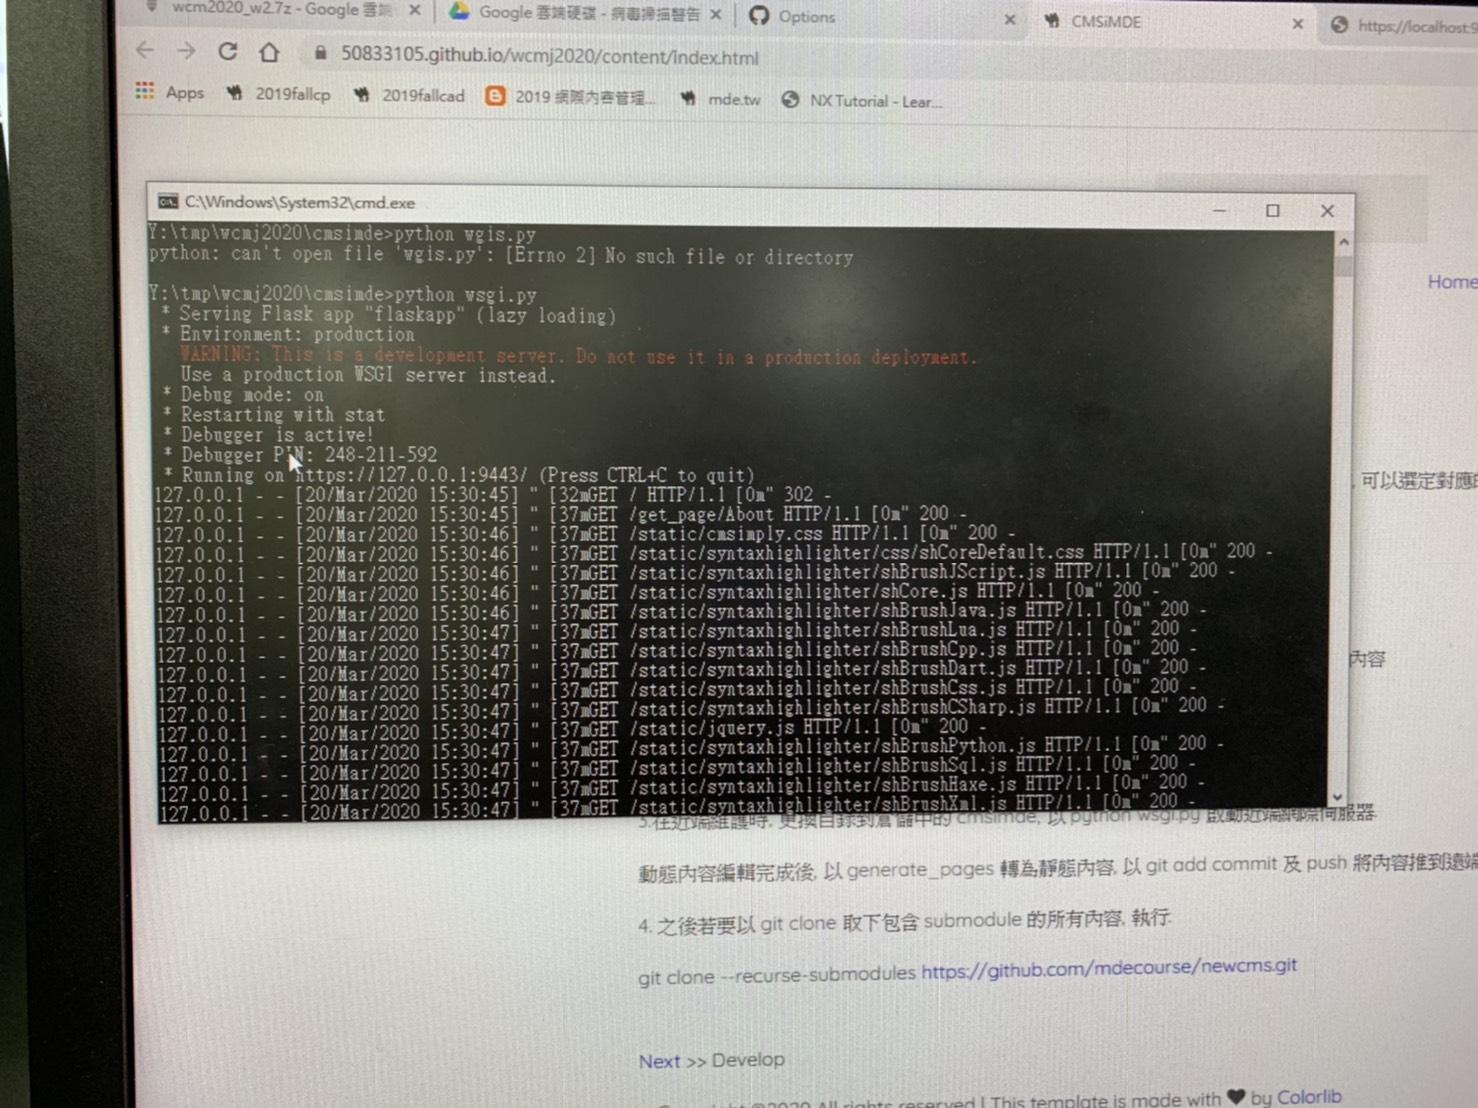 wcm2020_w2.7z - Google 雲端
Google 雲端硬碟 - 病毒掃描警告
Options
CMSiMDE
https://localhost:9
50833105.github.io/wcmj2020/content/index.html
Apps
2019fallcp
2019fallcad
2019 網際內容管理...
mde.tw
NX Tutorial - Lear...
C:\Windows\System32\cmd.exe
Y:\tmp\wcmj2020\cmsimde>python wgis.py
python: can't open file 'wgis.py': [Errno 2] No such file or directory
Y:\tmp\wcmj2020\cmsimde>python wsgi.py
* Serving Flask app "flaskapp" (lazy loading)
* Environment: production
WARNING: This is a development server. Do not use it in a production deployment.
Use a production WSGI server instead.
* Debug mode: on
* Restarting with stat
* Debugger is active!
* Debugger PIN: 248-211-592
* Running on https://127.0.0.1:9443/ (Press CTRL+C to quit)
127.0.0.1 - - [20/Mar/2020 15:30:45] " [32mGET / HTTP/1.1 [0m" 302 -
127.0.0.1 - - [20/Mar/2020 15:30:45] " [37mGET /get_page/About HTTP/1.1 [0m" 200 -
127.0.0.1 - - [20/Mar/2020 15:30:46] " [37mGET /static/cmsimply.css HTTP/1.1 [0m" 200 -
127.0.0.1 - - [20/Mar/2020 15:30:46] " [37mGET /static/syntaxhighlighter/css/shCoreDefault.css HTTP/1.1 [0m" 200 -
127.0.0.1 - - [20/Mar/2020 15:30:46] " [37mGET /static/syntaxhighlighter/shBrushJScript.js HTTP/1.1 [0m" 200 -
127.0.0.1 - - [20/Mar/2020 15:30:46] " [37mGET /static/syntaxhighlighter/shCore.js HTTP/1.1 [0m" 200 -
127.0.0.1 - - [20/Mar/2020 15:30:46] " [37mGET /static/syntaxhighlighter/shBrushJava.js HTTP/1.1 [0m" 200 -
127.0.0.1 - - [20/Mar/2020 15:30:47] " [37mGET /static/syntaxhighlighter/shBrushLua.js HTTP/1.1 [0m" 200 -
127.0.0.1 - - [20/Mar/2020 15:30:47] " [37mGET /static/syntaxhighlighter/shBrushCpp.js HTTP/1.1 [0m" 200 -
127.0.0.1 - - [20/Mar/2020 15:30:47] " [37mGET /static/syntaxhighlighter/shBrushDart.js HTTP/1.1 [0m" 200 -
127.0.0.1 - - [20/Mar/2020 15:30:47] " [37mGET /static/syntaxhighlighter/shBrushCss.js HTTP/1.1 [0m" 200 -
127.0.0.1 - - [20/Mar/2020 15:30:47] " [37mGET /static/syntaxhighlighter/shBrushCSharp.js HTTP/1.1 [0m" 200 -
127.0.0.1 - - [20/Mar/2020 15:30:47] " [37mGET /static/jquery.js HTTP/1.1 [0m" 200 -
127.0.0.1 - - [20/Mar/2020 15:30:47] " [37mGET /static/syntaxhighlighter/shBrushPython.js HTTP/1.1 [0m" 200 -
127.0.0.1 - - [20/Mar/2020 15:30:47] " [37mGET /static/syntaxhighlighter/shBrushSql.js HTTP/1.1 [0m" 200 -
127.0.0.1 - - [20/Mar/2020 15:30:47] " [37mGET /static/syntaxhighlighter/shBrushHaxe.js HTTP/1.1 [0m" 200 -
127.0.0.1 - - [20/Mar/2020 15:30:47] " [37mGET /static/syntaxhighlighter/shBrushXml.js HTTP/1.1 [0m" 200 -
Home
, 可以選定對應的
內容
3.在近端維護時, 更換目錄到倉儲中的 cmsimde, 以 python wsgi.py 啟動近端網際伺服器.
動態內容編輯完成後, 以 generate_pages 轉為靜態內容, 以 git add commit 及 push 將內容推到遠端
4. 之後若要以 git clone 取下包含 submodule 的所有內容, 執行:
git clone --recurse-submodules https://github.com/mdecourse/newcms.git
Next >> Develop
©2020 All rights reserved | This template is made with ♥ by Colorlib